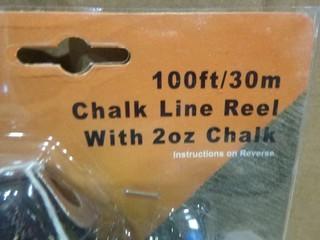 100ft/30m
Chalk Line Reel
With 2oz Chalk
Instructions on Reverse